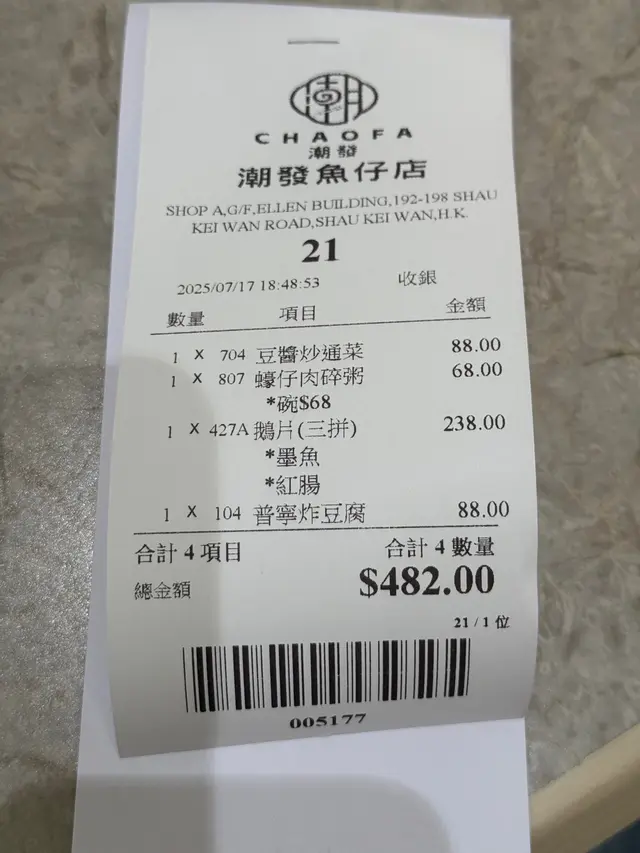 潮
CHAOFA
潮發
潮發魚仔店
SHOP A,G/F,ELLEN BUILDING,192-198 SHAU
KEI WAN ROAD,SHAU KEI WAN,H.K.
21
2025/07/17 18:48:53 收銀
數量 項目 金額
1 X 704 豆醬炒通菜 88.00
1 X 807 蠔仔肉碎粥 68.00
*碗$68
1 X 427A 鵝片(三拼) 238.00
*墨魚
*紅腸
1 X 104 普寧炸豆腐 88.00
合計 4 項目 合計 4 數量
總金額 $482.00
21 / 1 位
005177